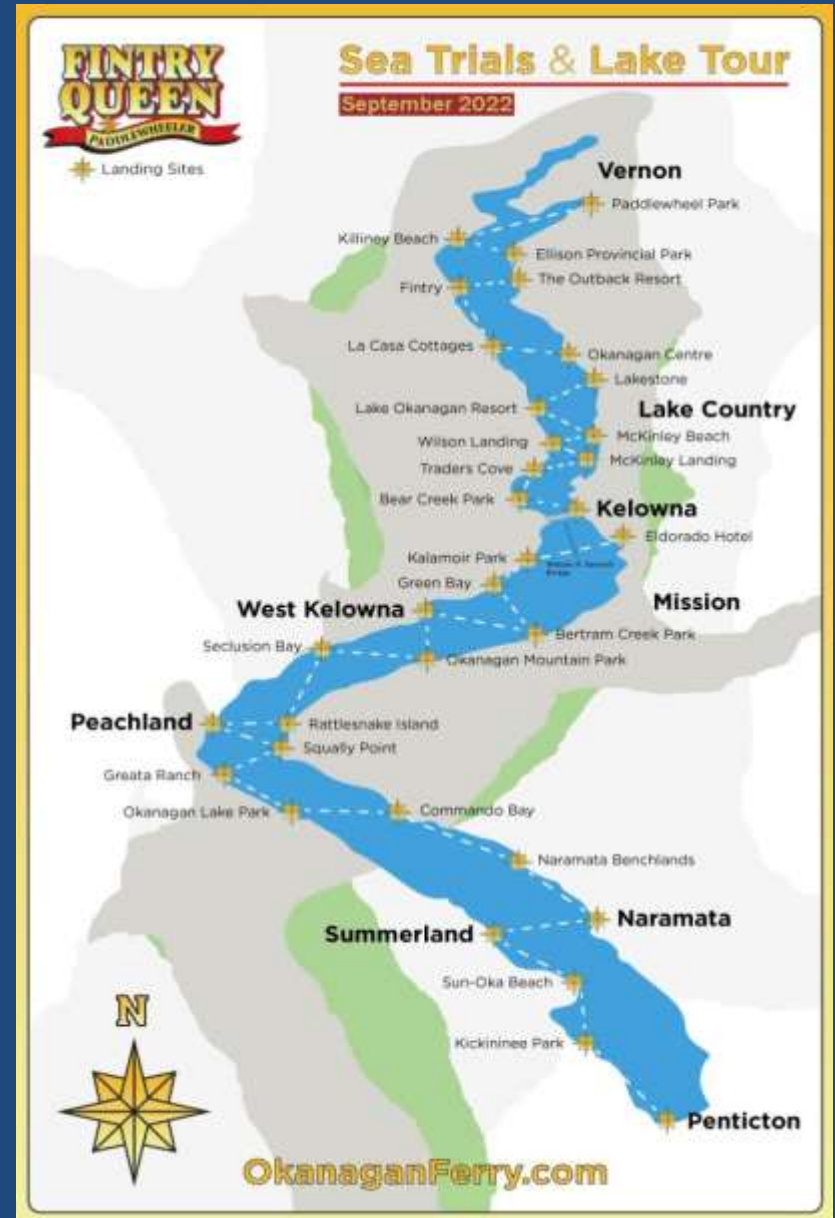 FINTRY
QUEEN
PADDLEWHEELER
Landing Sites
Sea Trials & Lake Tour
September 2022
Vernon
Paddlewheel Park
Killiney Beach
Ellison Provincial Park
The Outback Resort
Fintry
La Casa Cottages
Okanagan Centre
Lakestone
Lake Okanagan Resort
Lake Country
McKinley Beach
Wilson Landing
McKinley Landing
Traders Cove
Bear Creek Park
Kelowna
Eldorado Hotel
Kalamoir Park
Green Bay
Mission
West Kelowna
Bertram Creek Park
Seclusion Bay
Okanagan Mountain Park
Peachland
Rattlesnake Island
Squally Point
Greata Ranch
Okanagan Lake Park
Commando Bay
Naramata Benchlands
Naramata
Summerland
Sun-Oka Beach
N
Kickininee Park
Penticton
OkanaganFerry.com